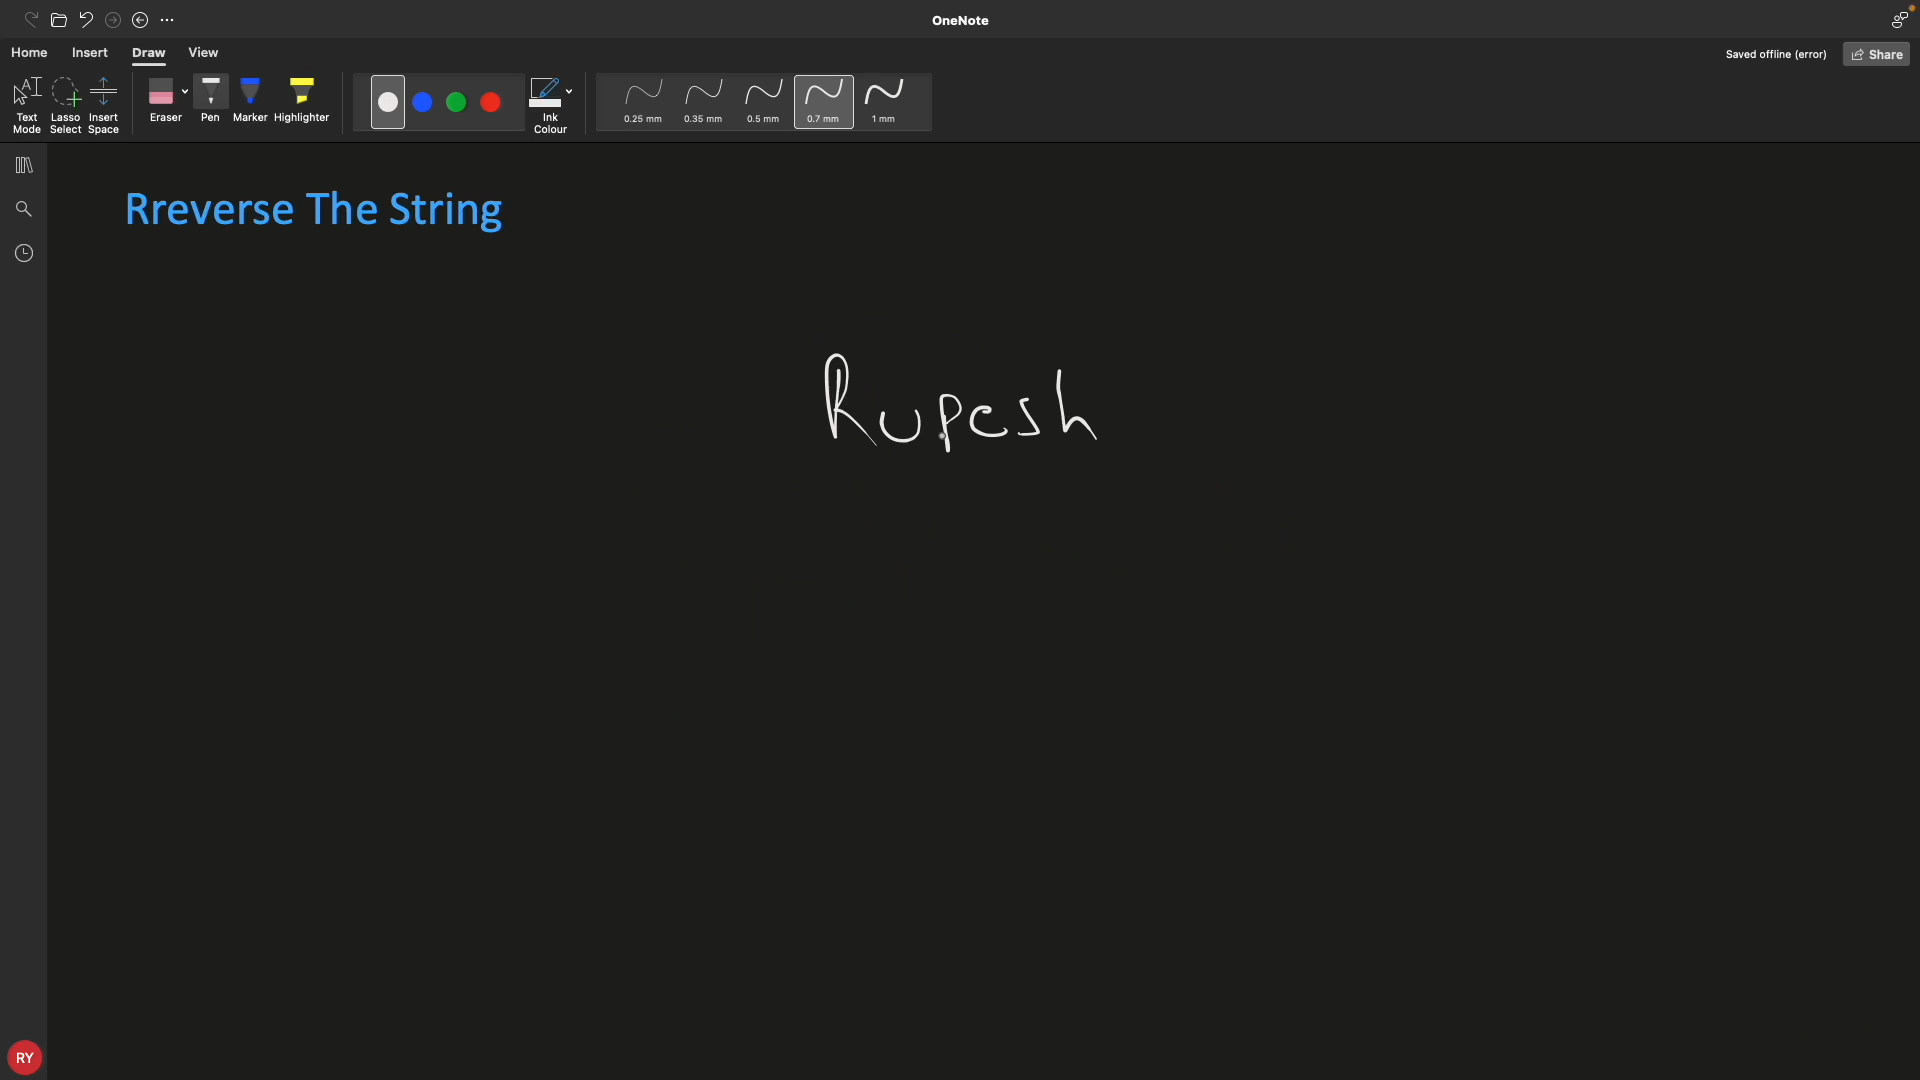 OneNote
Home Insert Draw View
Saved offline (error)
Share
Text Mode
Lasso Select
Insert Space
Eraser
Pen
Marker
Highlighter
Ink Colour
0.25 mm
0.35 mm
0.5 mm
0.7 mm
1 mm
Rreverse The String
Rupesh
RY